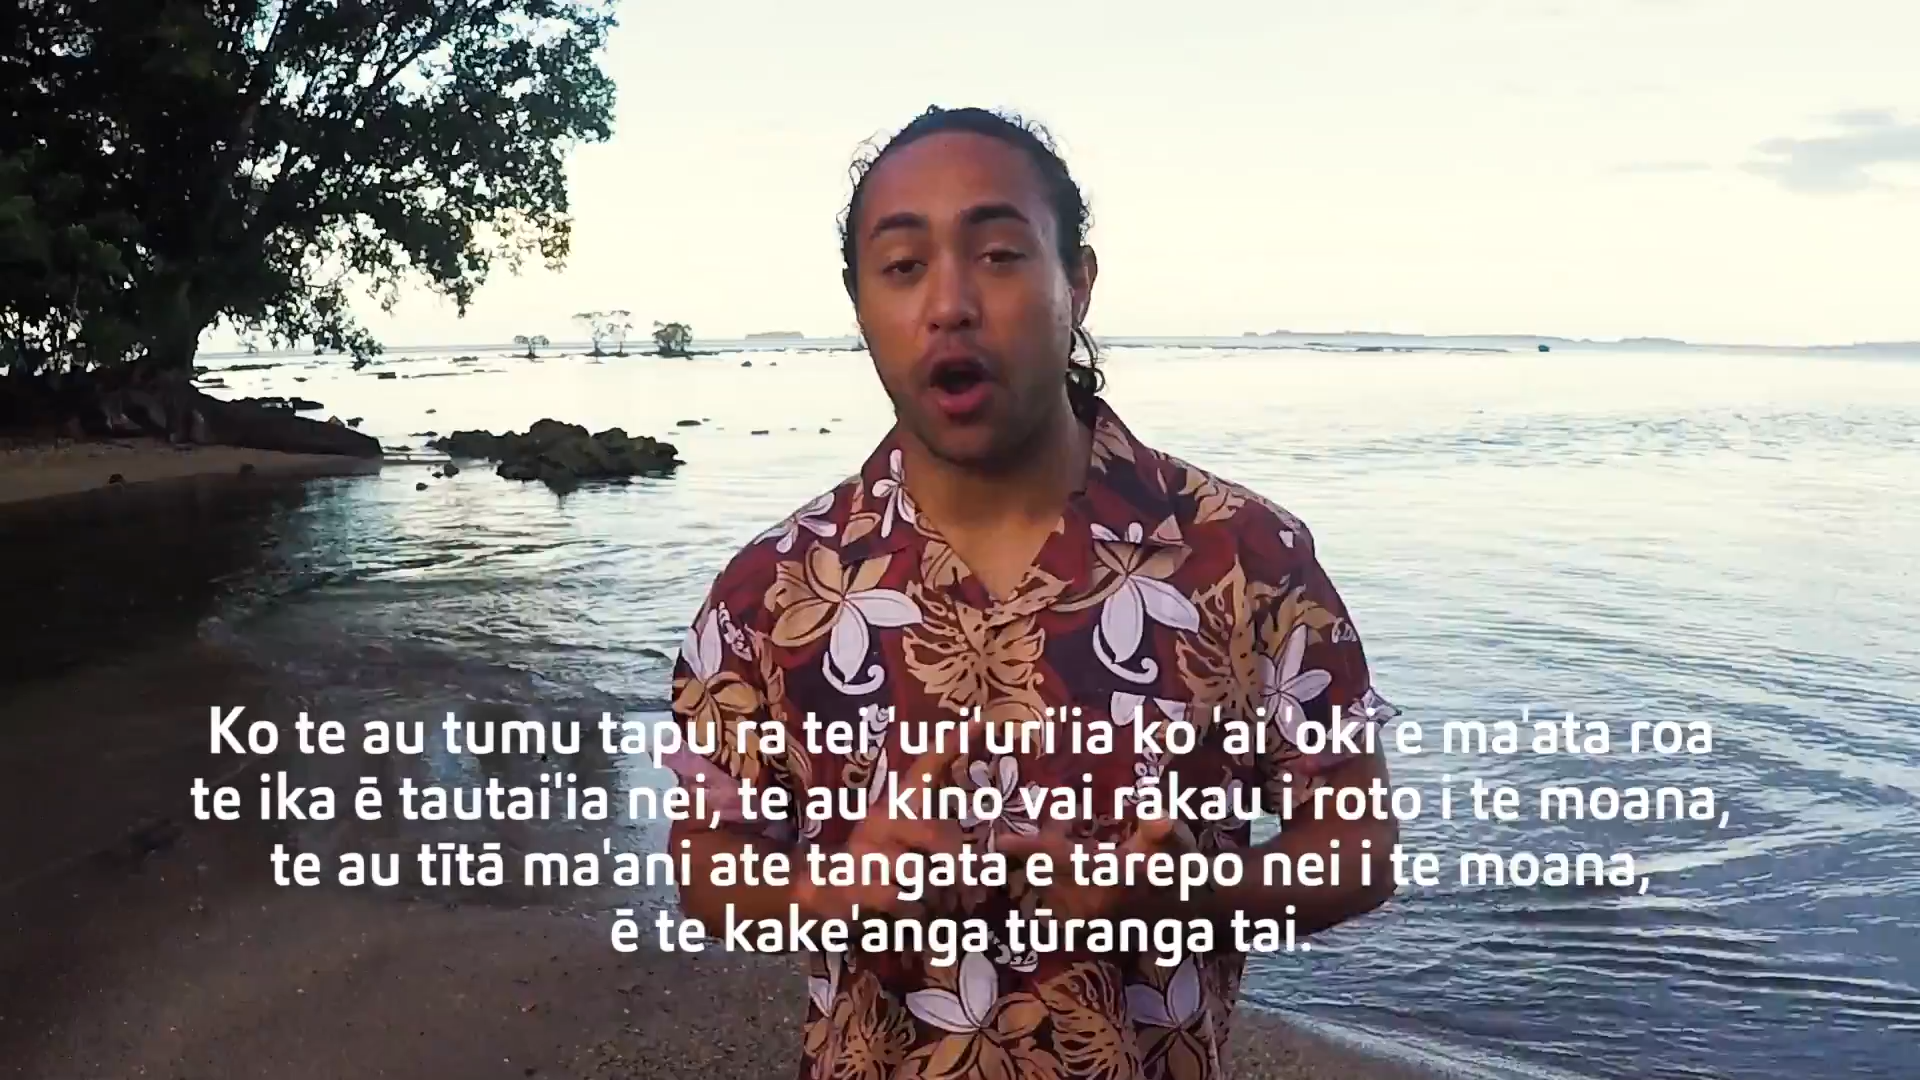 Ko te au tumu tapu ra tei 'uri'uri'ia ko 'ai 'oki e ma'ata roa
te ika ē tautai'ia nei, te au kino vai rākau i roto i te moana,
te au tītā ma'ani ate tangata e tārepo nei i te moana,
ē te kake'anga tūranga tai.